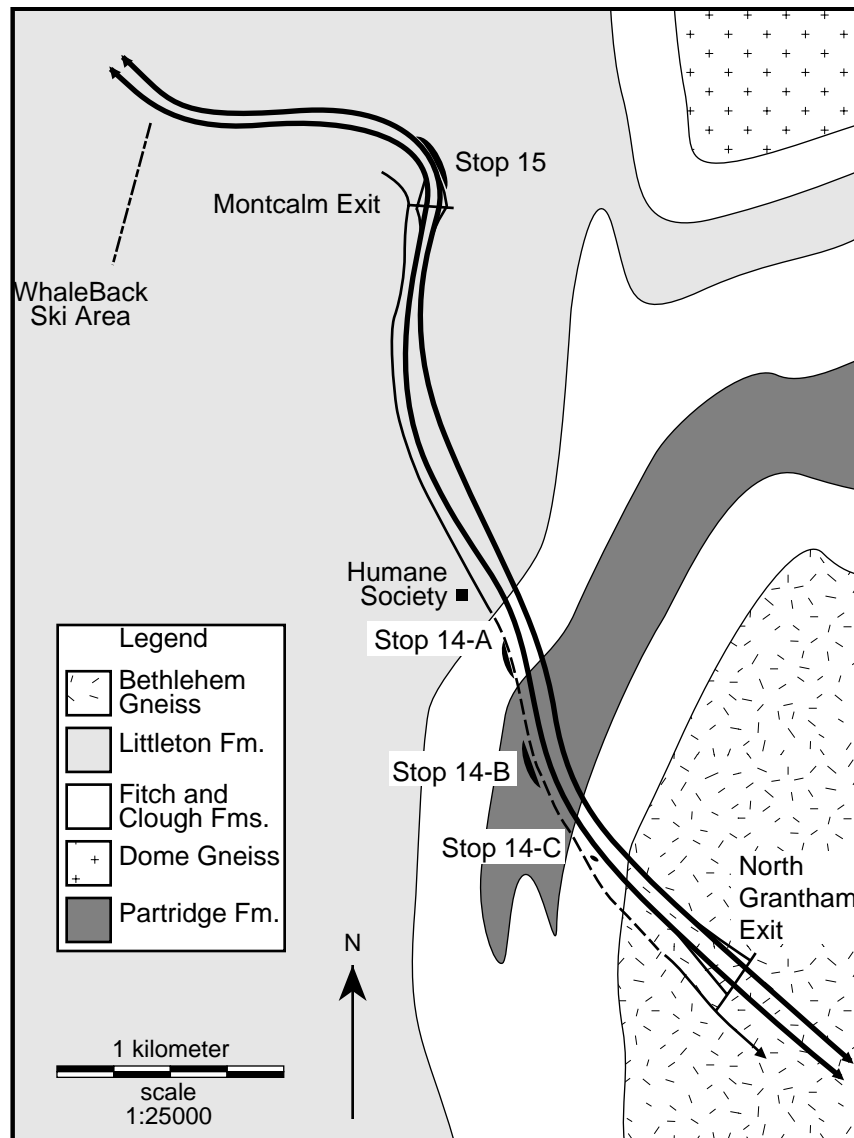 Stop 15
Montcalm Exit
WhaleBack
Ski Area
Humane
Society
Stop 14-A
Stop 14-B
Stop 14-C
North
Grantham
Exit
Legend
Bethlehem
Gneiss
Littleton Fm.
Fitch and
Clough Fms.
Dome Gneiss
Partridge Fm.
N
1 kilometer
scale
1:25000